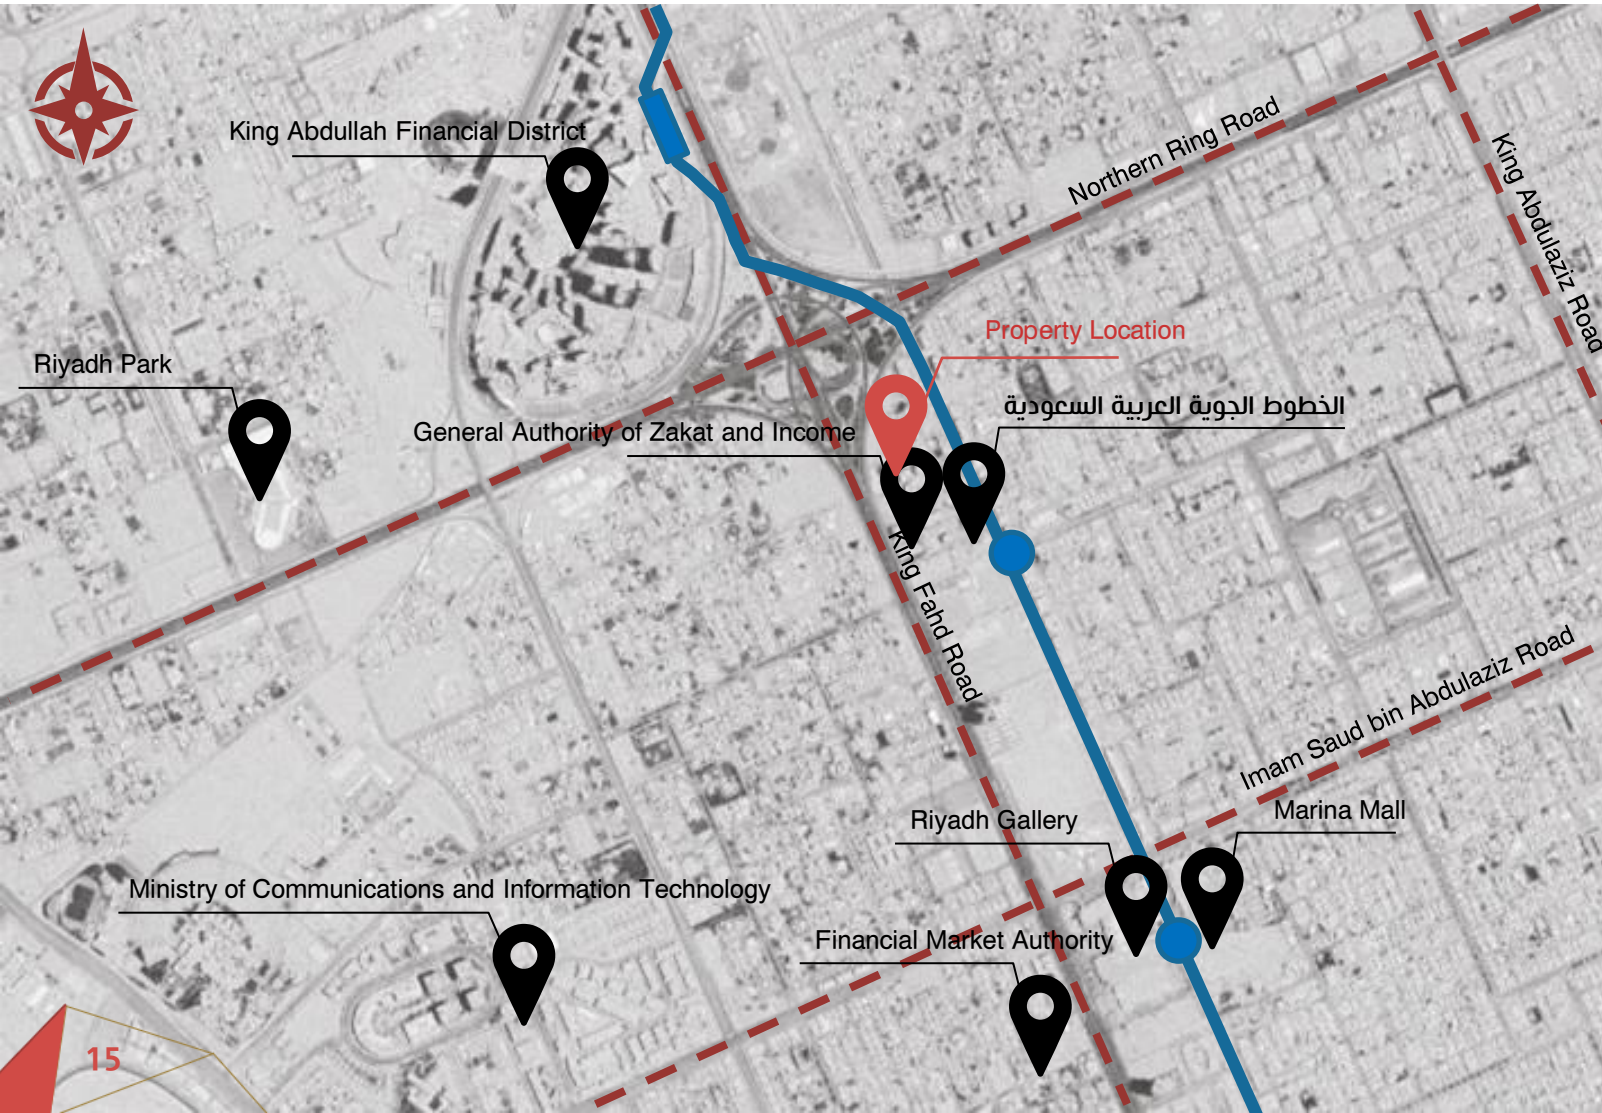 King Abdullah Financial District
Northern Ring Road
King Abdulaziz Road
Property Location
Riyadh Park
الخطوط الجوية العربية السعودية
General Authority of Zakat and Income
King Fahd Road
Imam Saud bin Abdulaziz Road
Riyadh Gallery
Marina Mall
Ministry of Communications and Information Technology
Financial Market Authority
15